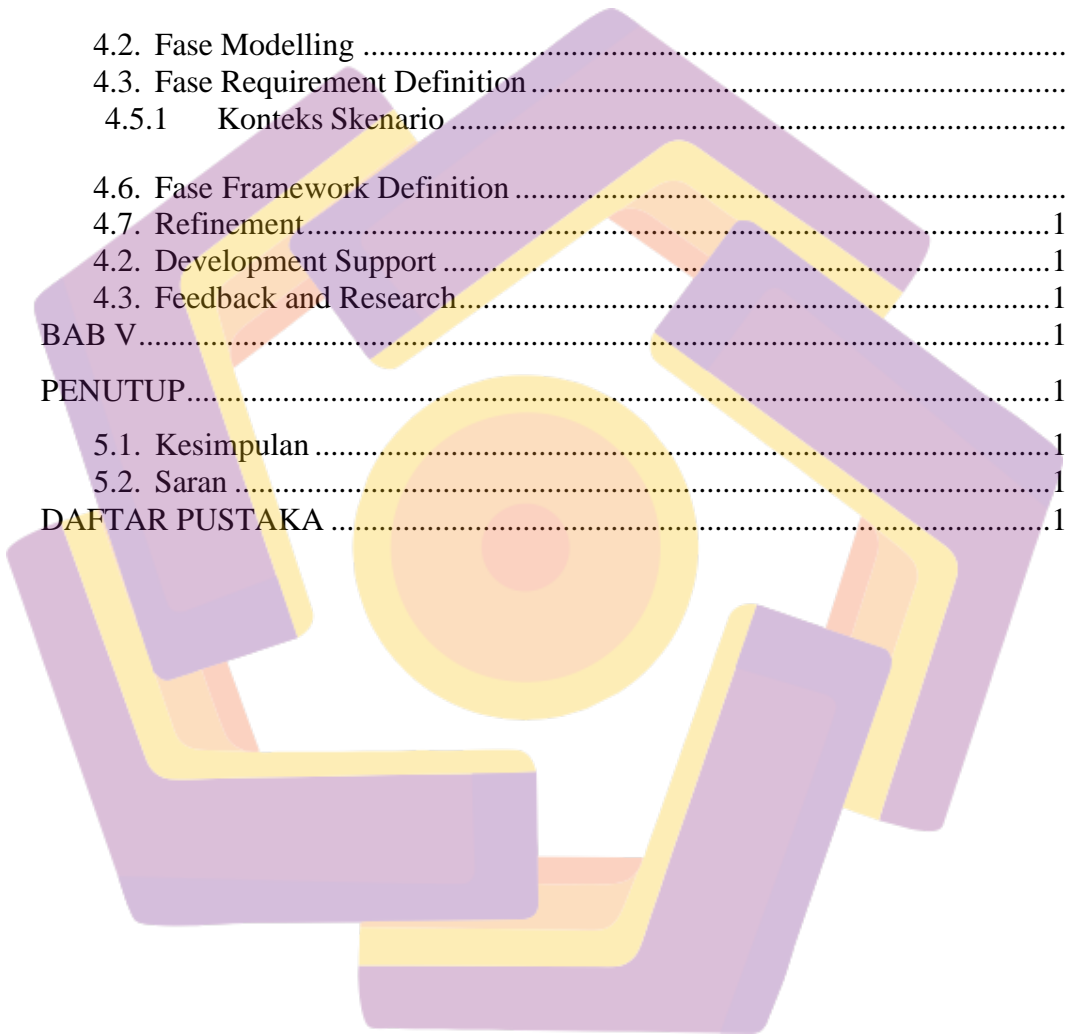 4.2. Fase Modelling ........................................................................................
4.3. Fase Requirement Definition ...................................................................
4.5.1 Konteks Skenario .............................................................................
4.6. Fase Framework Definition .....................................................................
4.7. Refinement..............................................................................................1
4.2. Development Support .............................................................................1
4.3. Feedback and Research...........................................................................1
BAB V..................................................................................................................1
PENUTUP............................................................................................................1
5.1. Kesimpulan ............................................................................................1
5.2. Saran ......................................................................................................1
DAFTAR PUSTAKA ..........................................................................................1